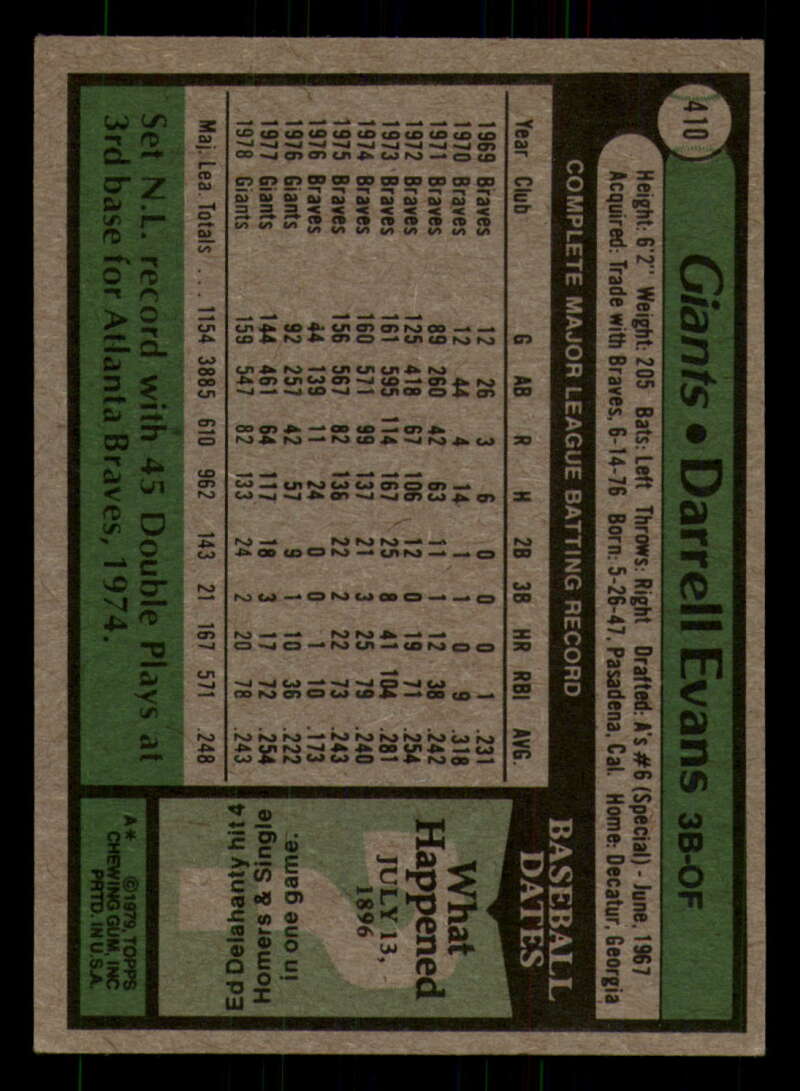 410
Giants • Darrell Evans 3B-OF
Height: 6'2" Weight: 205 Bats: Left Throws: Right Drafted: A's #6 (Special) - June, 1967
Acquired: Trade with Braves, 6-14-76 Born: 5-26-47, Pasadena, Cal. Home: Decatur, Georgia
COMPLETE MAJOR LEAGUE BATTING RECORD
Year Club G AB R H 2B 3B HR RBI AVG.
1969 Braves 12 26 3 6 0 0 0 1 .231
1970 Braves 12 44 4 14 1 1 0 9 .318
1971 Braves 89 260 42 63 11 1 12 38 .242
1972 Braves 125 418 67 106 12 0 19 71 .254
1973 Braves 161 595 114 167 25 8 41 104 .281
1974 Braves 160 571 99 137 21 3 25 79 .240
1975 Braves 156 567 82 138 22 2 22 73 .243
1976 Braves 44 139 11 24 0 0 1 10 .173
1976 Giants 92 257 42 57 9 1 10 36 .222
1977 Giants 144 461 64 117 18 3 17 72 .254
1978 Giants 159 547 82 133 24 2 20 78 .243
Maj. Lea. Totals . . . 1154 3885 610 962 143 21 167 571 .248
Set N.L. record with 45 Double Plays at
3rd base for Atlanta Braves, 1974.
BASEBALL
DATES
What
Happened
JULY 13,
1896
Ed Delahanty hit 4
Homers & Single
in one game.
A* ©1979, TOPPS
CHEWING GUM, INC
PRTD. IN U.S.A.